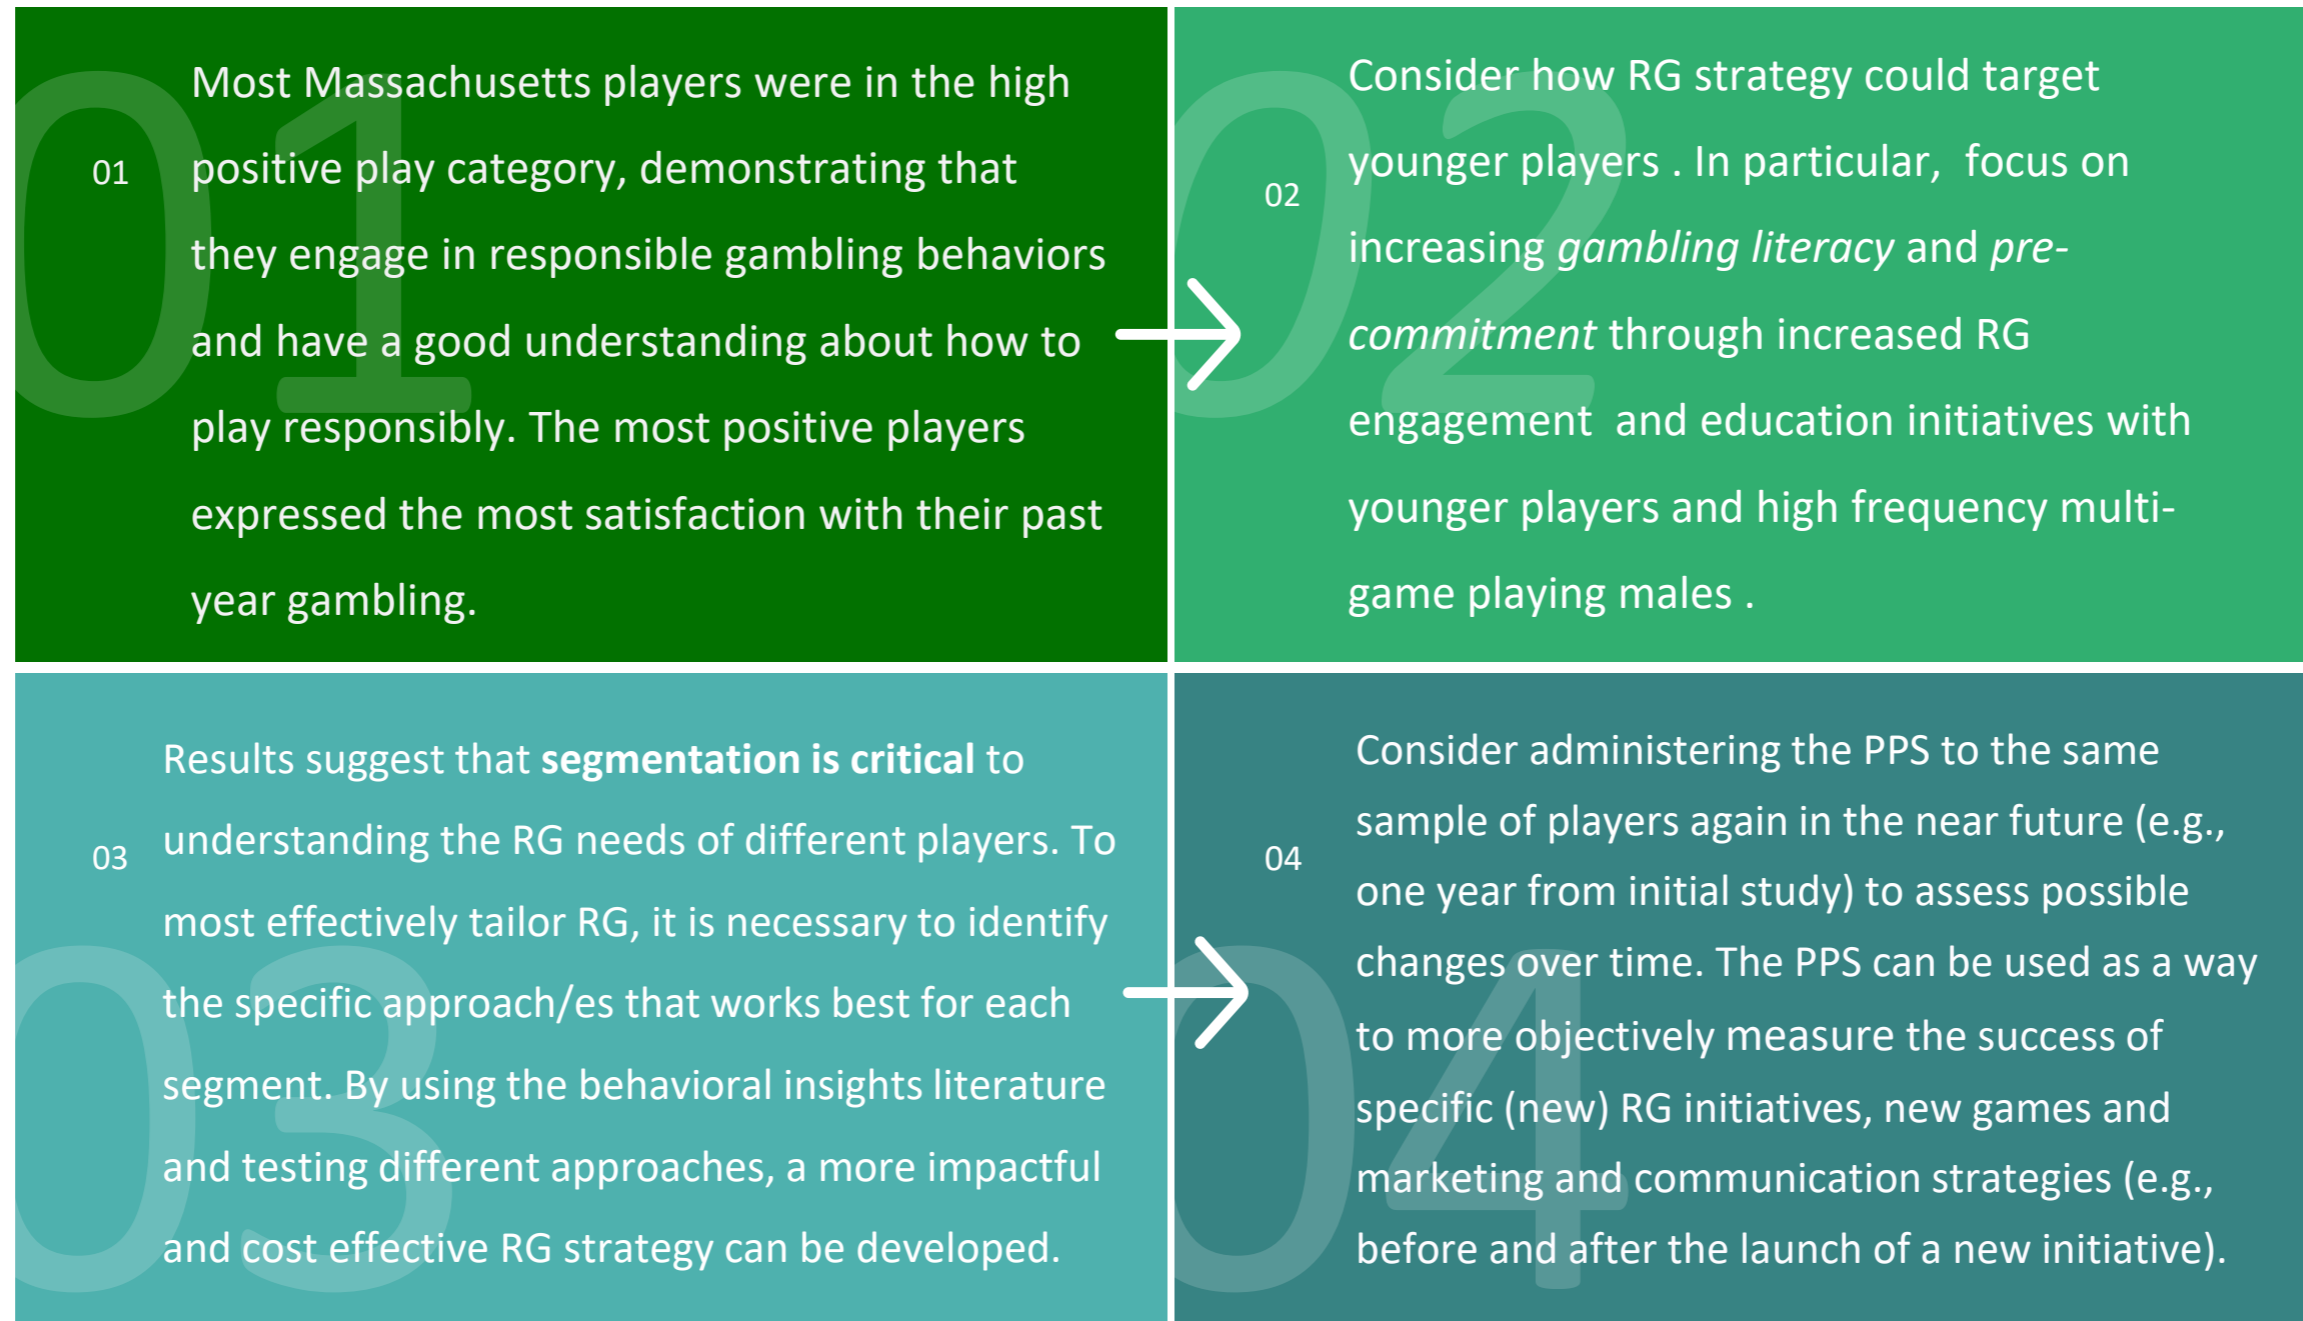 01
Most Massachusetts players were in the high
positive play category, demonstrating that
they engage in responsible gambling behaviors
and have a good understanding about how to
play responsibly. The most positive players
expressed the most satisfaction with their past
year gambling.
01
02
Consider how RG strategy could target
younger players . In particular,  focus on
increasing gambling literacy and pre-
commitment through increased RG
engagement  and education initiatives with
younger players and high frequency multi-
game playing males .
02
03
Results suggest that segmentation is critical to
understanding the RG needs of different players. To
most effectively tailor RG, it is necessary to identify
the specific approach/es that works best for each
segment. By using the behavioral insights literature
and testing different approaches, a more impactful
and cost effective RG strategy can be developed.
03
04
Consider administering the PPS to the same
sample of players again in the near future (e.g.,
one year from initial study) to assess possible
changes over time. The PPS can be used as a way
to more objectively measure the success of
specific (new) RG initiatives, new games and
marketing and communication strategies (e.g.,
before and after the launch of a new initiative).
04